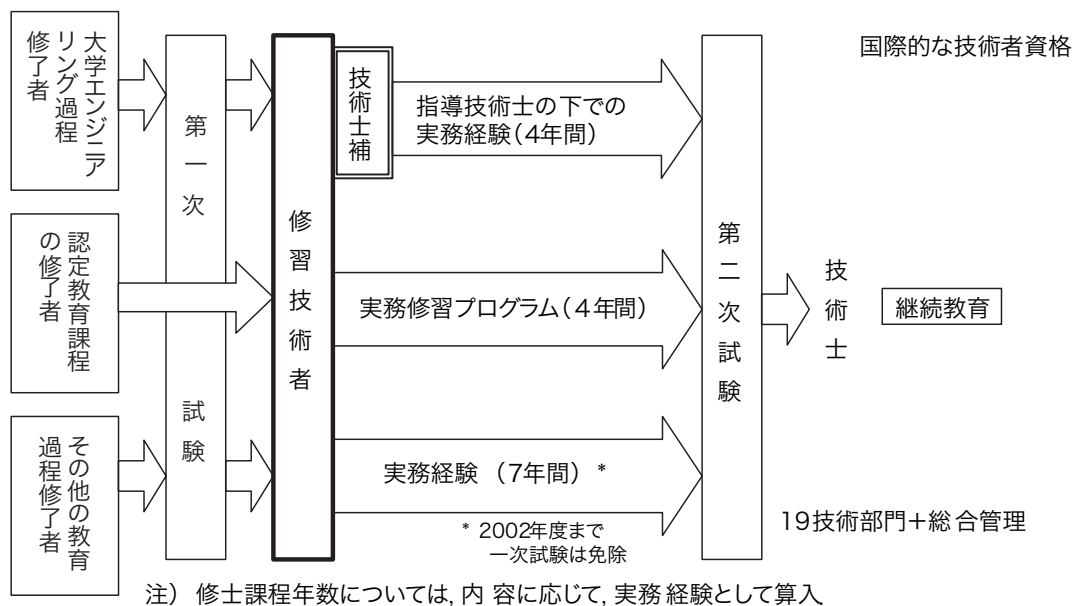 大学エンジニア
リング過程
修了者
認定教育課程
の修了者
その他の教育
過程修了者
第一次
試験
修習技術者
技術士補
指導技術士の下での
実務経験(4年間)
実務修習プログラム(4年間)
実務経験 (7年間) *
* 2002年度まで
一次試験は免除
第二次試験
技術士
継続教育
国際的な技術者資格
19技術部門+総合管理
注) 修士課程年数については, 内容に応じて, 実務経験として算入